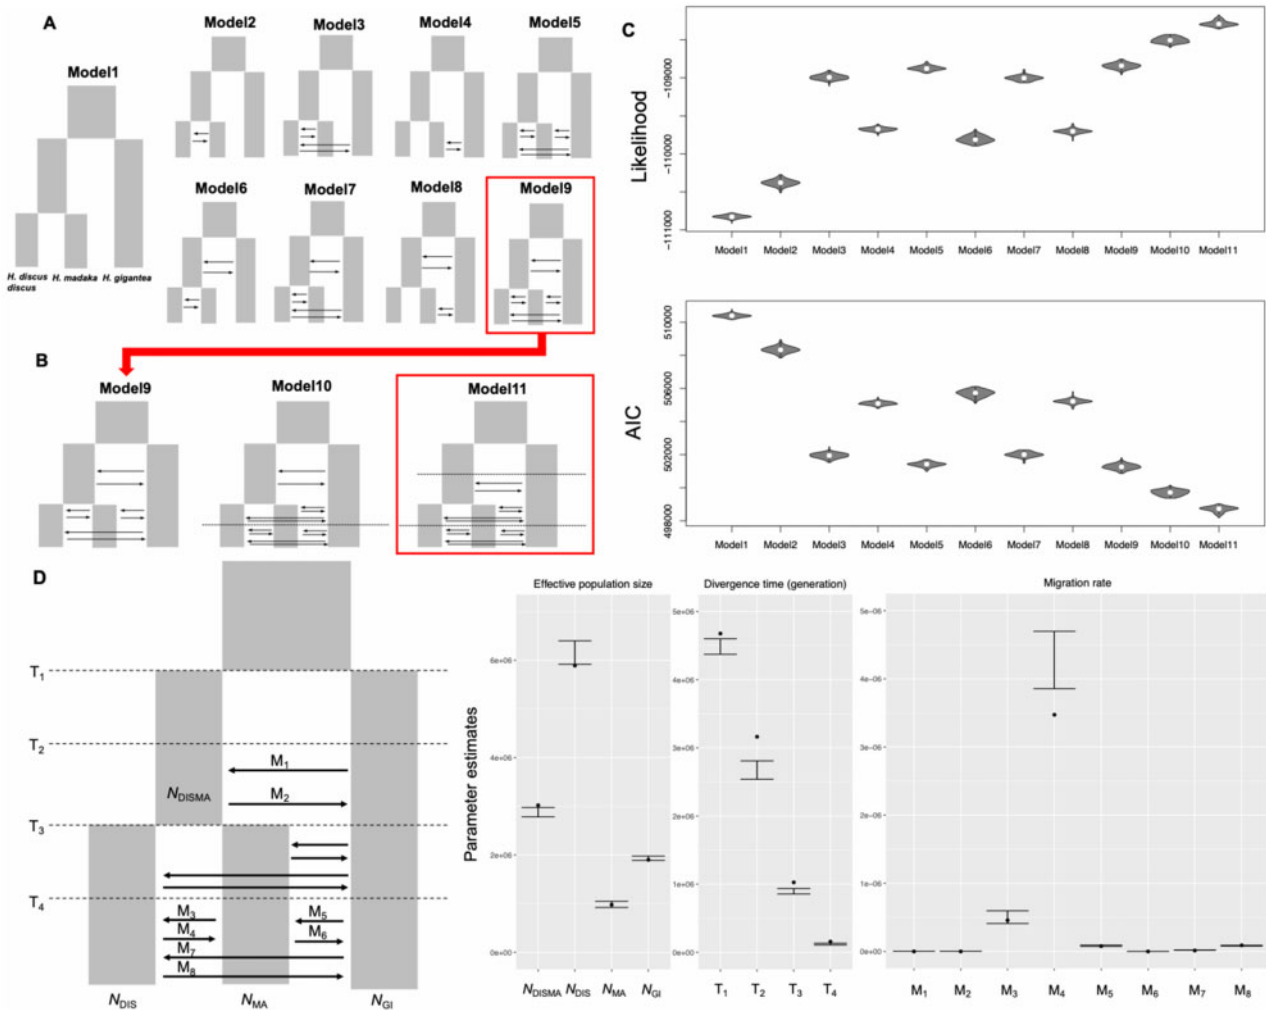 A
Model1
H. discus discus
H. madaka
H. gigantea
Model2
Model3
Model4
Model5
Model6
Model7
Model8
Model9
B
Model9
Model10
Model11
C
Likelihood
-109000
-110000
-111000
Model1 Model2 Model3 Model4 Model5 Model6 Model7 Model8 Model9 Model10 Model11
AIC
510000
506000
502000
498000
Model1 Model2 Model3 Model4 Model5 Model6 Model7 Model8 Model9 Model10 Model11
D
T1
T2
M1
M2
NDISMA
T3
T4
M3
M4
M5
M6
M7
M8
NDIS
NMA
NGI
Parameter estimates
Effective population size
6e+06
4e+06
2e+06
0e+00
NDISMA NDIS NMA NGI
Divergence time (generation)
5e+06
4e+06
3e+06
2e+06
1e+06
0e+00
T1 T2 T3 T4
Migration rate
5e-06
4e-06
3e-06
2e-06
1e-06
0e+00
M1 M2 M3 M4 M5 M6 M7 M8